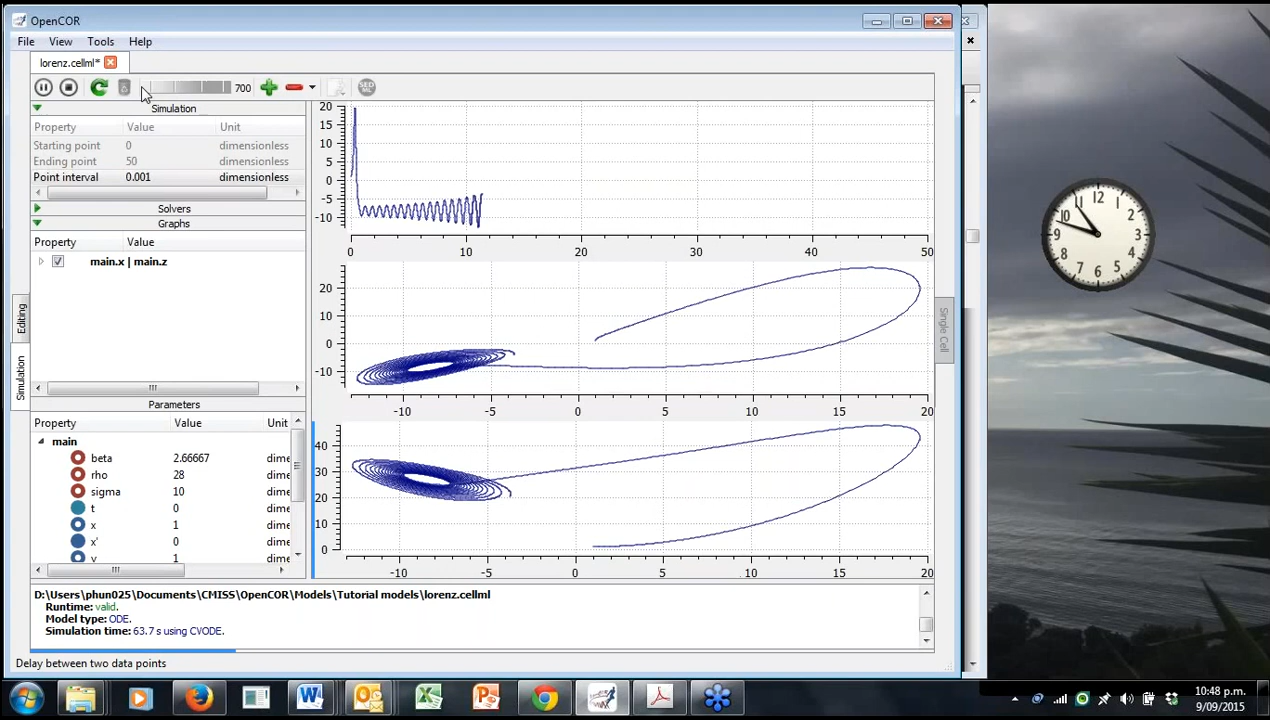 OpenCOR
File View Tools Help
lorenz.cellml*
700
SED ML
Simulation
Property Value Unit
Starting point 0 dimensionless
Ending point 50 dimensionless
Point interval 0.001 dimensionless
Solvers
Graphs
Property Value
main.x | main.z
Parameters
Property Value Unit
main
beta 2.66667 dime
rho 28 dime
sigma 10 dime
t 0 dime
x 1 dime
x' 0 dime
y 1 dime
Editing
Simulation
Single Cell
20
15
10
5
0
-5
-10
0 10 20 30 40 50
20
10
0
-10
-10 -5 0 5 10 15 20
40
30
20
10
0
-10 -5 0 5 10 15 20
D:\Users\phun025\Documents\CMISS\OpenCOR\Models\Tutorial models\lorenz.cellml
Runtime: valid.
Model type: ODE.
Simulation time: 63.7 s using CVODE.
Delay between two data points
12
1
2
3
4
5
6
7
8
9
10
11
10:48 p.m.
9/09/2015